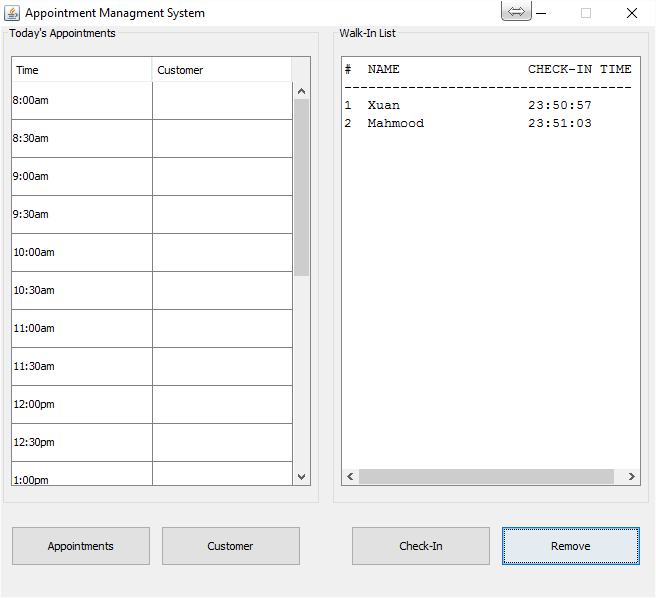 Appointment Managment System
Today's Appointments
Time Customer
8:00am
8:30am
9:00am
9:30am
10:00am
10:30am
11:00am
11:30am
12:00pm
12:30pm
1:00pm
Walk-In List
# NAME CHECK-IN TIME
------------------------------------
1 Xuan 23:50:57
2 Mahmood 23:51:03
Appointments Customer Check-In Remove